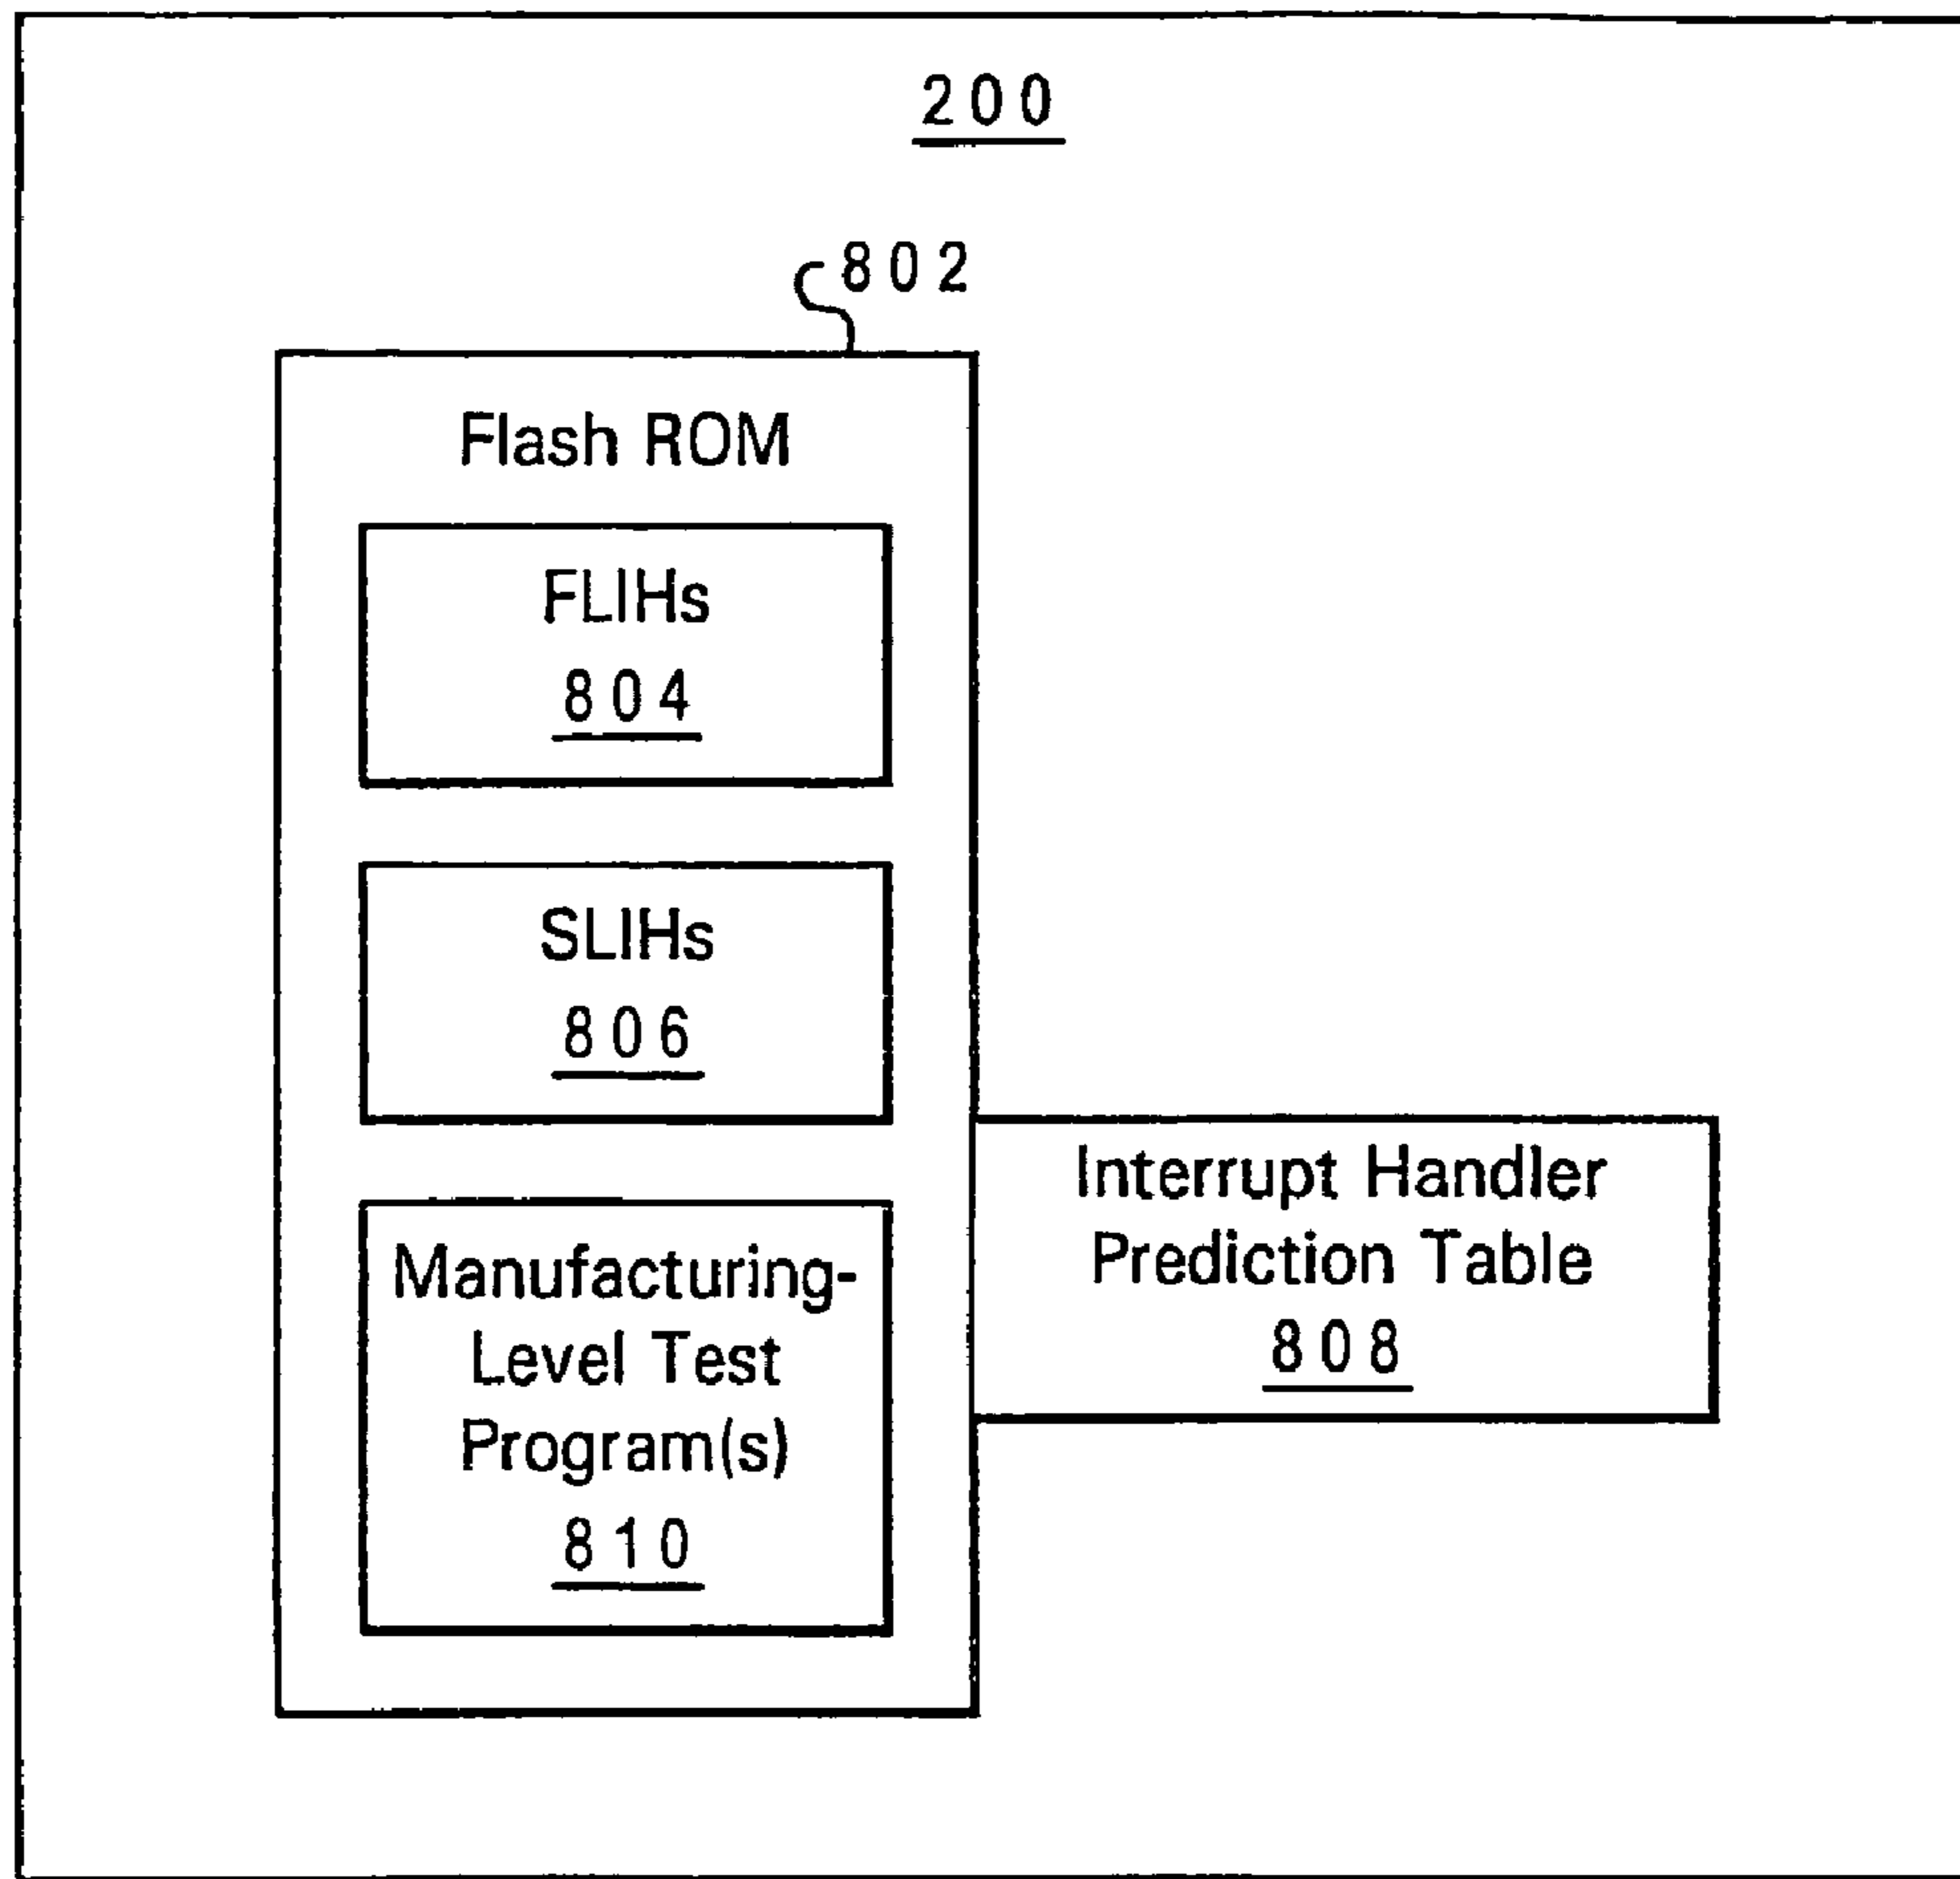 200
802
Flash ROM
FLIHs
804
SLIHs
806
Manufacturing-
Level Test
Program(s)
810
Interrupt Handler
Prediction Table
808